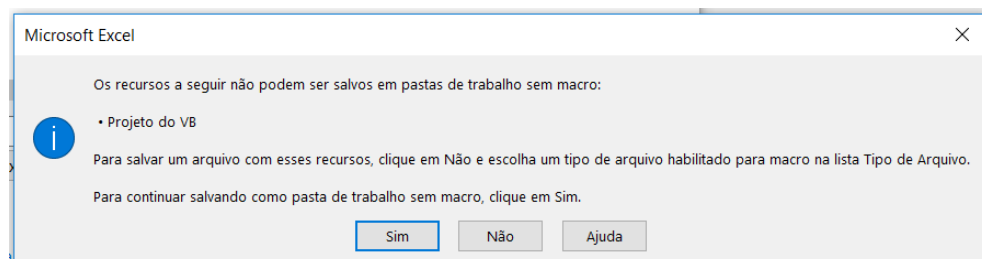 Microsoft Excel
Os recursos a seguir não podem ser salvos em pastas de trabalho sem macro:
• Projeto do VB
Para salvar um arquivo com esses recursos, clique em Não e escolha um tipo de arquivo habilitado para macro na lista Tipo de Arquivo.
Para continuar salvando como pasta de trabalho sem macro, clique em Sim.
Sim Não Ajuda